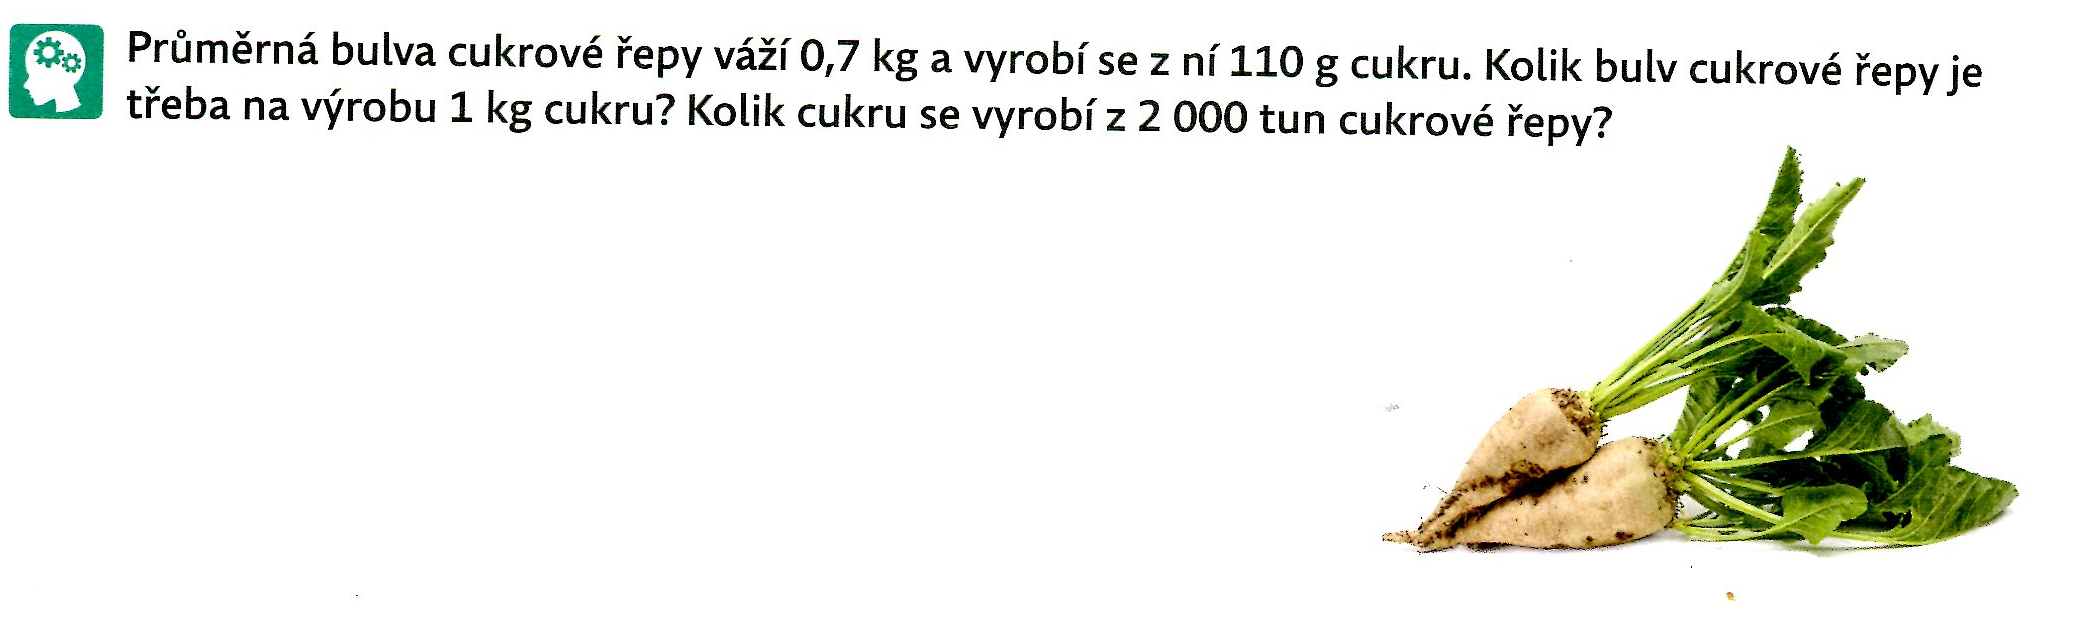 Průměrná bulva cukrové řepy váží 0,7 kg a vyrobí se z ní 110 g cukru. Kolik bulv cukrové řepy je
třeba na výrobu 1 kg cukru? Kolik cukru se vyrobí z 2 000 tun cukrové řepy?